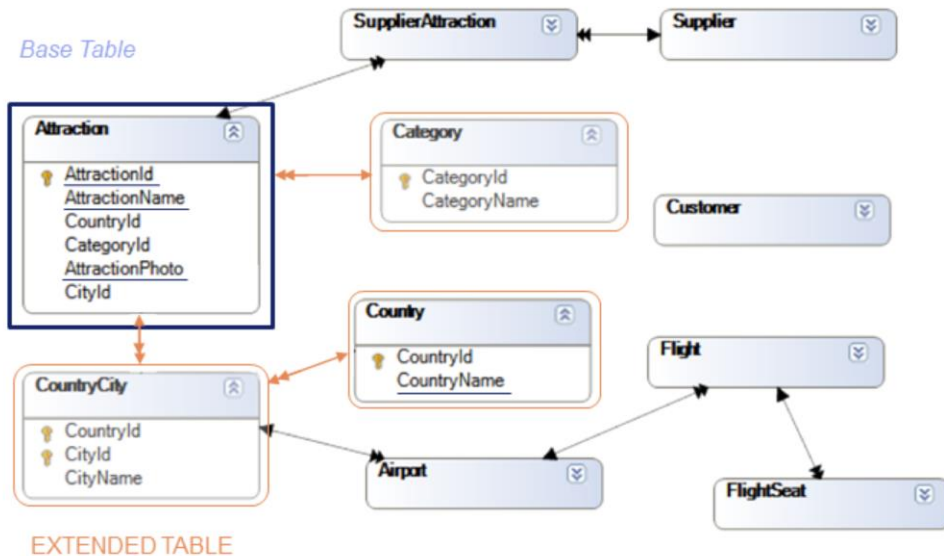 SupplierAttraction
Supplier
Base Table
Attraction
AttractionId
AttractionName
CountryId
CategoryId
AttractionPhoto
CityId
Category
CategoryId
CategoryName
Customer
Country
CountryId
CountryName
Flight
CountryCity
CountryId
CityId
CityName
Airport
FlightSeat
EXTENDED TABLE